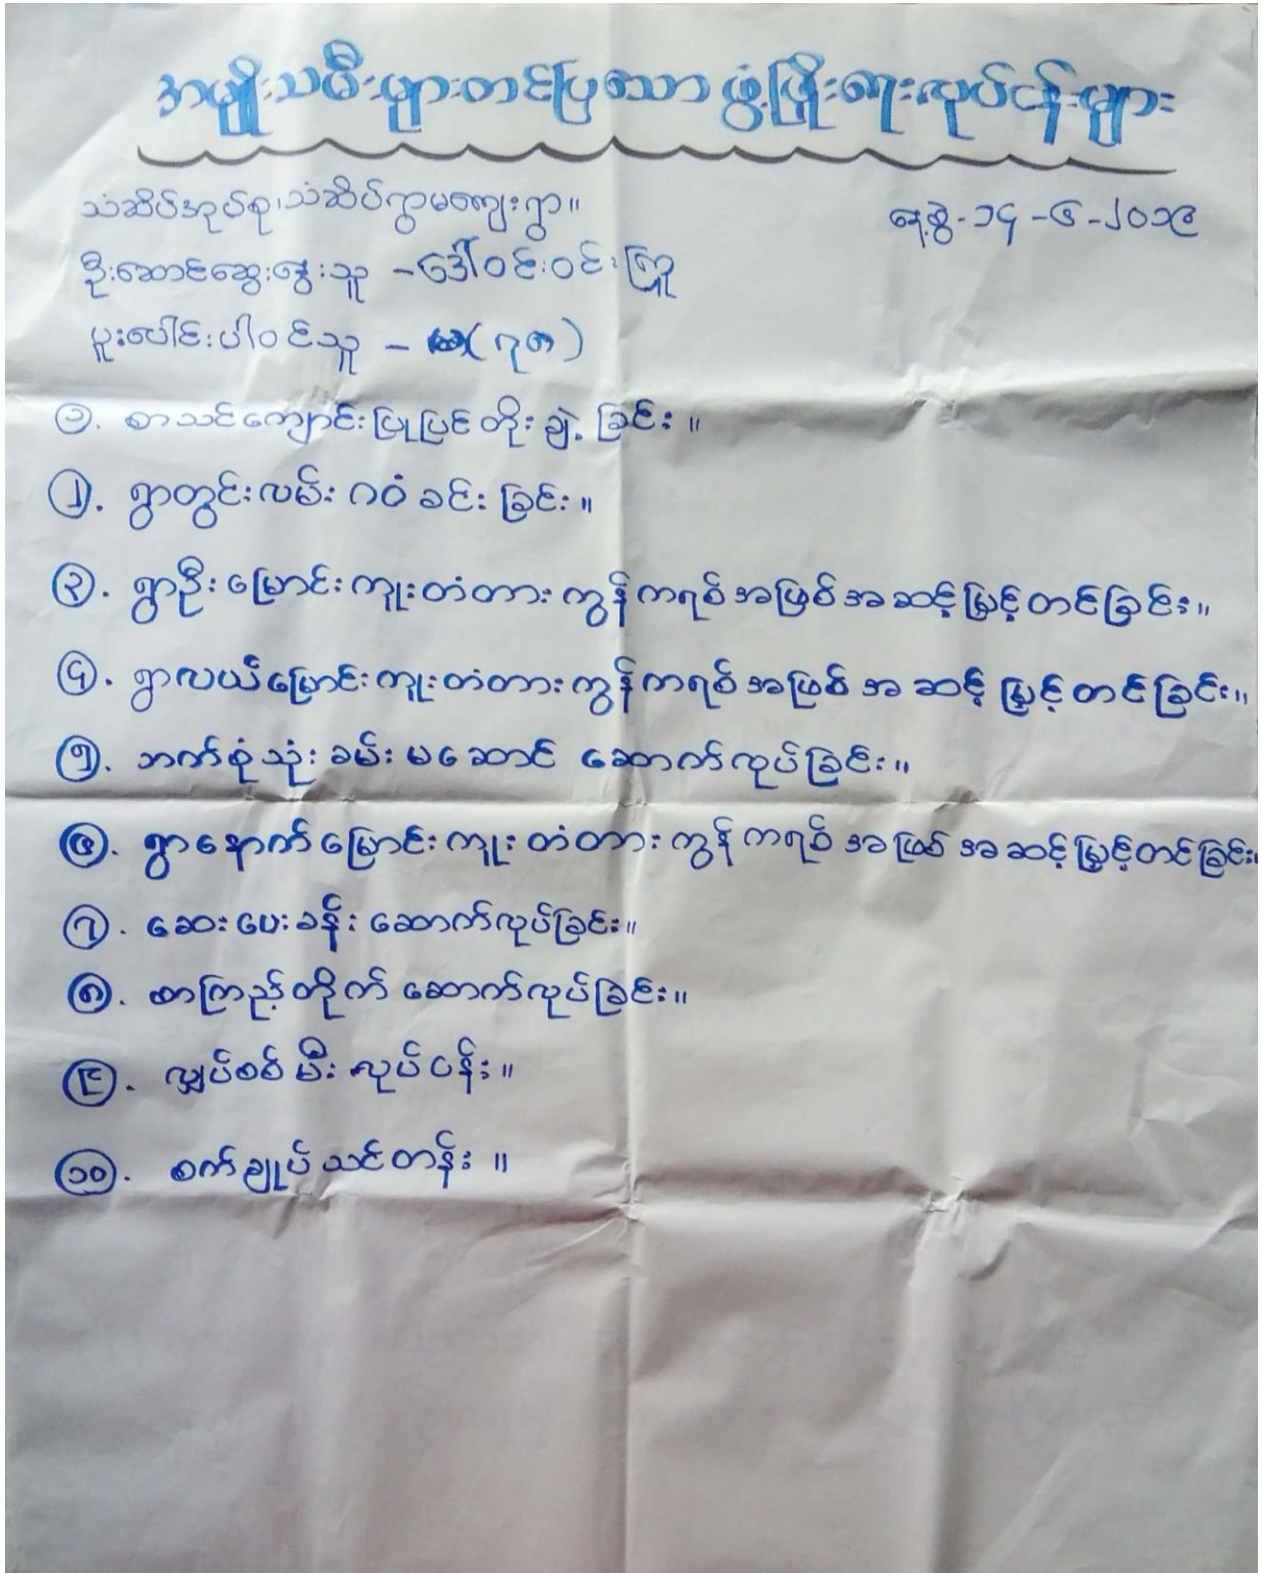 အမျိုးသမီးများတင်ပြသော ဖွံ့ဖြိုးရေးလုပ်ငန်းများ
သံဆိပ်အုပ်စု၊သံဆိပ်ကွာမကျေးရွာ။ နေ့စွဲ-၁၄-၆-၂၀၁၉
ဦးဆောင်ဆွေးနွေးသူ -ဒေါ်ဝင်းဝင်းကြူ
ပူးပေါင်းပါဝင်သူ - (၇၈)
၁. စာသင်ကျောင်းပြုပြင်တိုးချဲ့ခြင်း။
၂. ရွာတွင်းလမ်းဂဝံခင်းခြင်း။
၃. ရွာဦးမြောင်းကူးတံတားကွန်ကရစ်အဖြစ်အဆင့်မြှင့်တင်ခြင်း။
၄. ရွာလယ်မြောင်းကူးတံတားကွန်ကရစ်အဖြစ်အဆင့်မြှင့်တင်ခြင်း။
၅. ဘက်စုံသုံးခမ်းမဆောင် ဆောက်လုပ်ခြင်း။
၆. ရွာနောက်မြောင်းကူးတံတားကွန်ကရစ်အဖြစ်အဆင့်မြှင့်တင်ခြင်း။
၇. ဆေးပေးခန်းဆောက်လုပ်ခြင်း။
၈. စာကြည့်တိုက်ဆောက်လုပ်ခြင်း။
၉. လျှပ်စစ်မီးလုပ်ငန်း။
၁၀. စက်ချုပ်သင်တန်း။